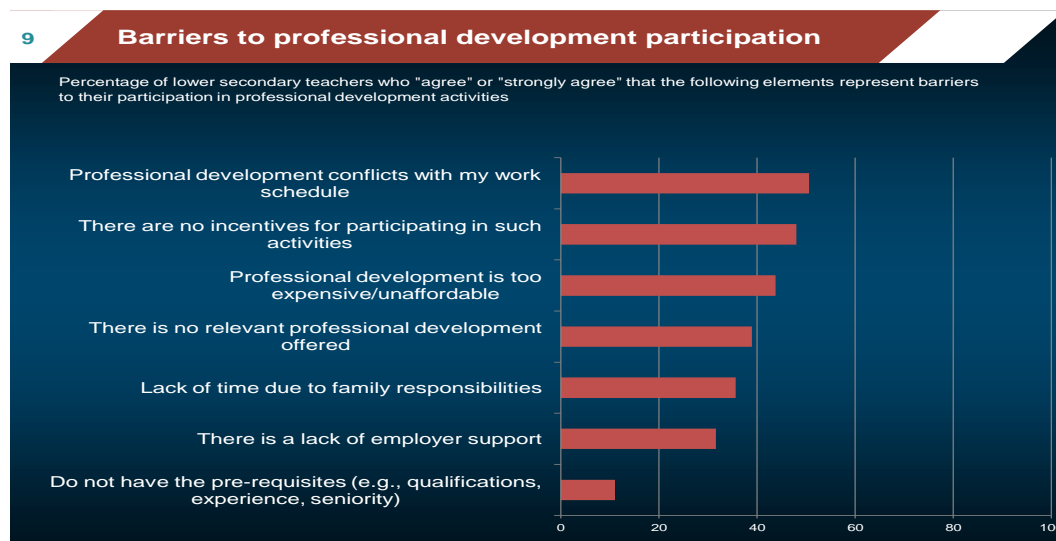 9
Barriers to professional development participation
Percentage of lower secondary teachers who "agree" or "strongly agree" that the following elements represent barriers
to their participation in professional development activities
Professional development conflicts with my work
schedule
There are no incentives for participating in such
activities
Professional development is too
expensive/unaffordable
There is no relevant professional development
offered
Lack of time due to family responsibilities
There is a lack of employer support
Do not have the pre-requisites (e.g., qualifications,
experience, seniority)
0 20 40 60 80